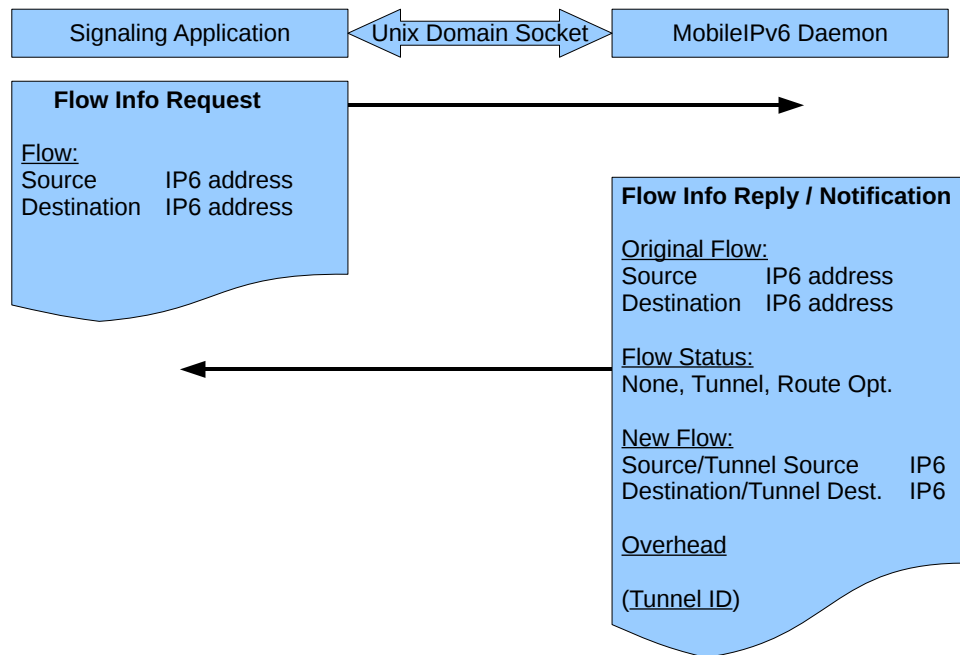 Signaling Application
Unix Domain Socket
MobileIPv6 Daemon
Flow Info Request
Flow:
Source IP6 address
Destination IP6 address
Flow Info Reply / Notification
Original Flow:
Source IP6 address
Destination IP6 address
Flow Status:
None, Tunnel, Route Opt.
New Flow:
Source/Tunnel Source IP6
Destination/Tunnel Dest. IP6
Overhead
(Tunnel ID)